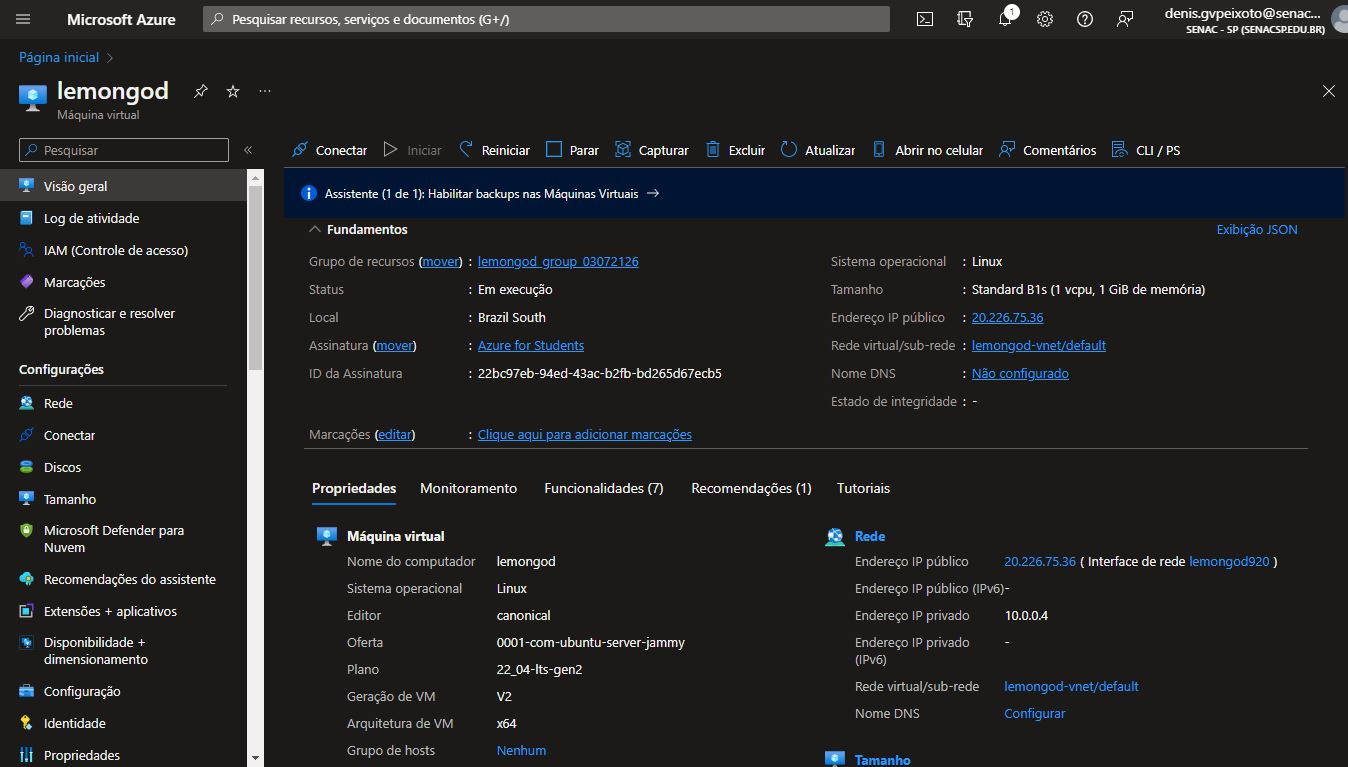 Microsoft Azure
Pesquisar recursos, serviços e documentos (G+/)
1
denis.gvpeixoto@senac...
SENAC - SP (SENACSP.EDU.BR)
Página inicial
lemongod
Máquina virtual
Pesquisar
Conectar Iniciar Reiniciar Parar Capturar Excluir Atualizar Abrir no celular Comentários CLI / PS
Visão geral
Log de atividade
IAM (Controle de acesso)
Marcações
Diagnosticar e resolver
problemas
Configurações
Rede
Conectar
Discos
Tamanho
Microsoft Defender para
Nuvem
Recomendações do assistente
Extensões + aplicativos
Disponibilidade +
dimensionamento
Configuração
Identidade
Propriedades
Assistente (1 de 1): Habilitar backups nas Máquinas Virtuais →
Fundamentos
Exibição JSON
Grupo de recursos (mover) : lemongod_group_03072126
Status : Em execução
Local : Brazil South
Assinatura (mover) : Azure for Students
ID da Assinatura : 22bc97eb-94ed-43ac-b2fb-bd265d67ecb5
Sistema operacional : Linux
Tamanho : Standard B1s (1 vcpu, 1 GiB de memória)
Endereço IP público : 20.226.75.36
Rede virtual/sub-rede : lemongod-vnet/default
Nome DNS : Não configurado
Estado de integridade : -
Marcações (editar) : Clique aqui para adicionar marcações
Propriedades Monitoramento Funcionalidades (7) Recomendações (1) Tutoriais
Máquina virtual
Nome do computador lemongod
Sistema operacional Linux
Editor canonical
Oferta 0001-com-ubuntu-server-jammy
Plano 22_04-lts-gen2
Geração de VM V2
Arquitetura de VM x64
Grupo de hosts Nenhum
Rede
Endereço IP público 20.226.75.36 ( Interface de rede lemongod920 )
Endereço IP público (IPv6) -
Endereço IP privado 10.0.0.4
Endereço IP privado -
(IPv6)
Rede virtual/sub-rede lemongod-vnet/default
Nome DNS Configurar
Tamanho